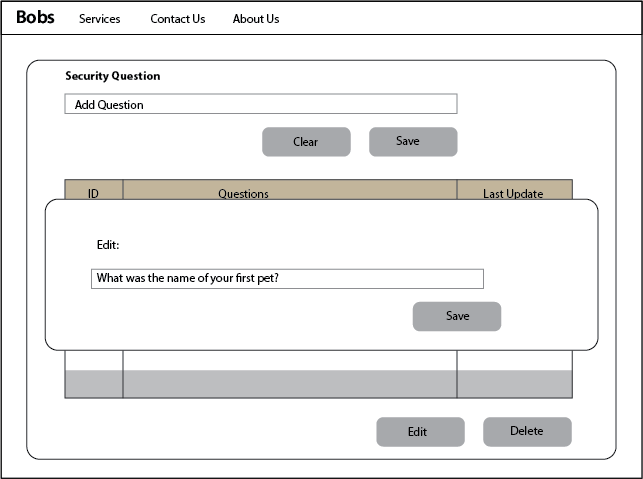 Bobs Services Contact Us About Us
Security Question
Add Question
Clear Save
ID Questions Last Update
Edit:
What was the name of your first pet?
Save
Edit Delete